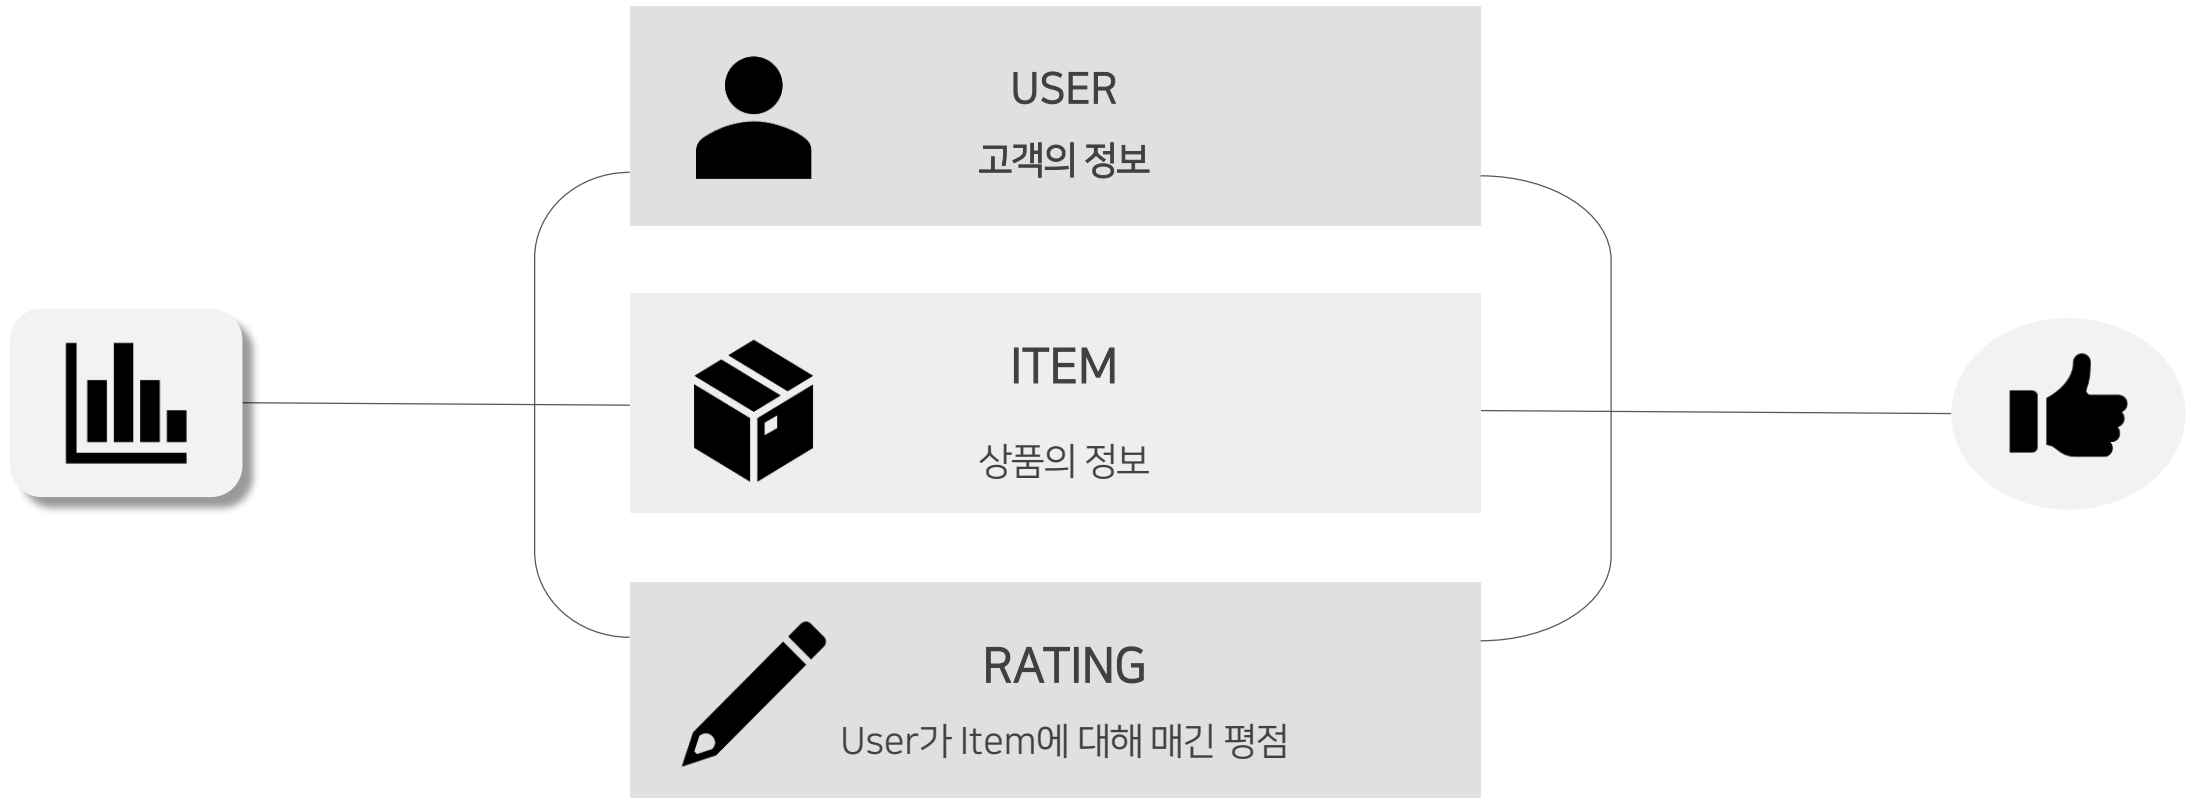 USER
고객의 정보
ITEM
상품의 정보
RATING
User가 Item에 대해 매긴 평점